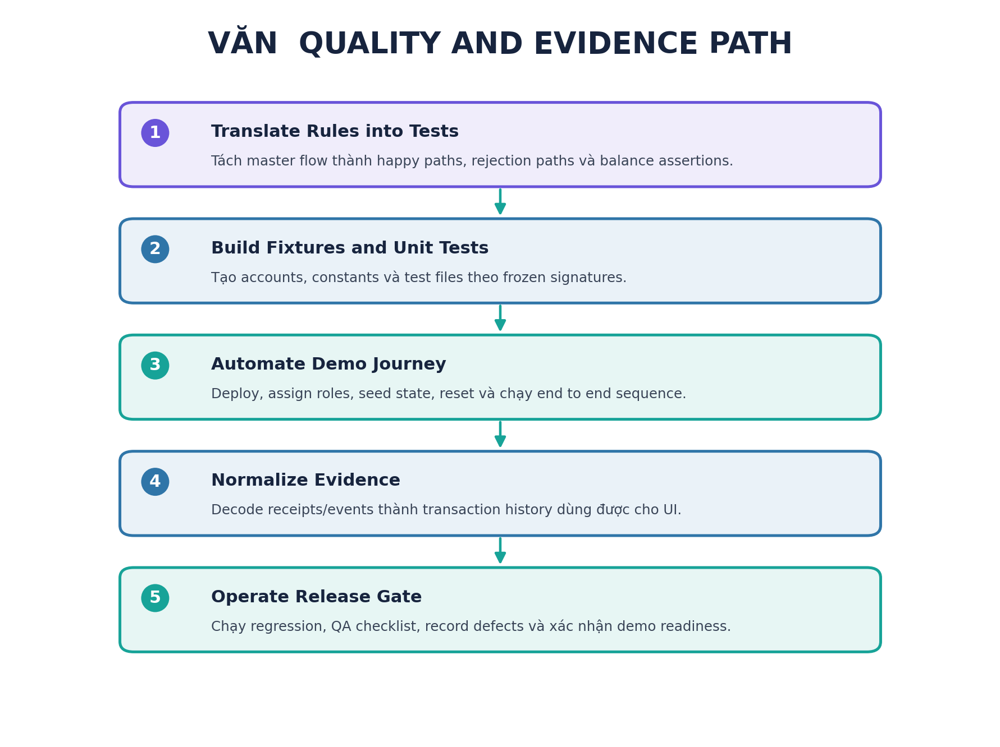 VĂN  QUALITY AND EVIDENCE PATH
1
Translate Rules into Tests
Tách master flow thành happy paths, rejection paths và balance assertions.
2
Build Fixtures and Unit Tests
Tạo accounts, constants và test files theo frozen signatures.
3
Automate Demo Journey
Deploy, assign roles, seed state, reset và chạy end to end sequence.
4
Normalize Evidence
Decode receipts/events thành transaction history dùng được cho UI.
5
Operate Release Gate
Chạy regression, QA checklist, record defects và xác nhận demo readiness.